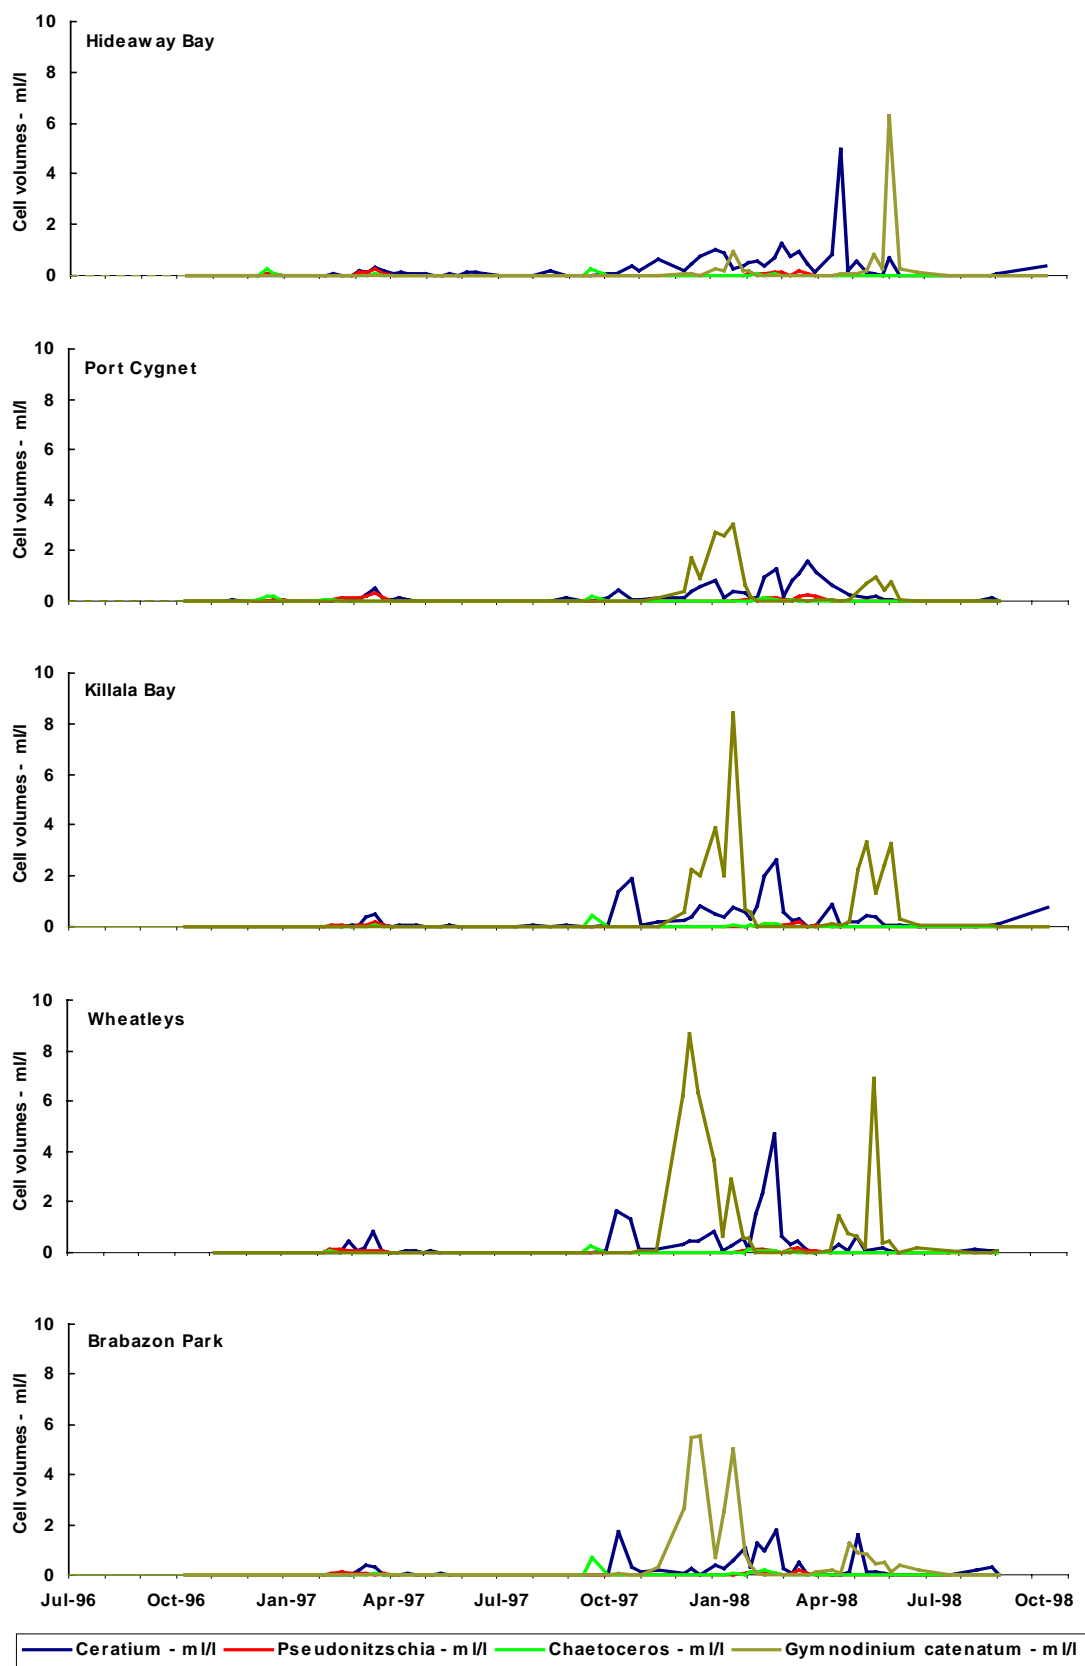 Hideaway Bay
Cell volumes - ml/l
10
8
6
4
2
0
Port Cygnet
Cell volumes - ml/l
10
8
6
4
2
0
Killala Bay
Cell volumes - ml/l
10
8
6
4
2
0
Wheatleys
Cell volumes - ml/l
10
8
6
4
2
0
Brabazon Park
Cell volumes - ml/l
10
8
6
4
2
0
Jul-96 Oct-96 Jan-97 Apr-97 Jul-97 Oct-97 Jan-98 Apr-98 Jul-98 Oct-98
Ceratium - ml/l Pseudonitzschia - ml/l Chaetoceros - ml/l Gymnodinium catenatum - ml/l